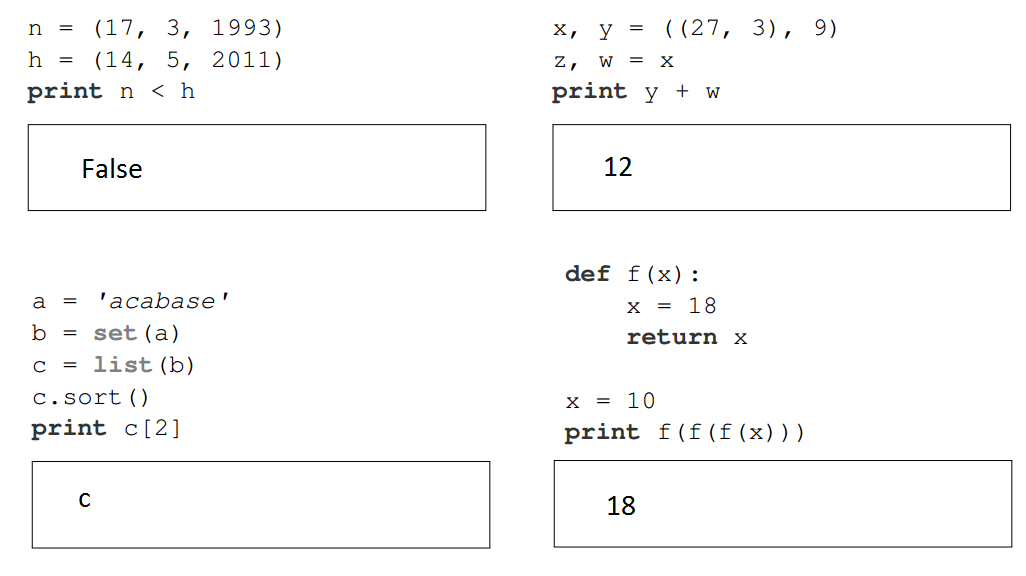 n = (17, 3, 1993)
h = (14, 5, 2011)
print n < h
False
x, y = ((27, 3), 9)
z, w = x
print y + w
12
a = 'acabase'
b = set(a)
c = list(b)
c.sort()
print c[2]
c
def f(x):
    x = 18
    return x
x = 10
print f(f(f(x)))
18